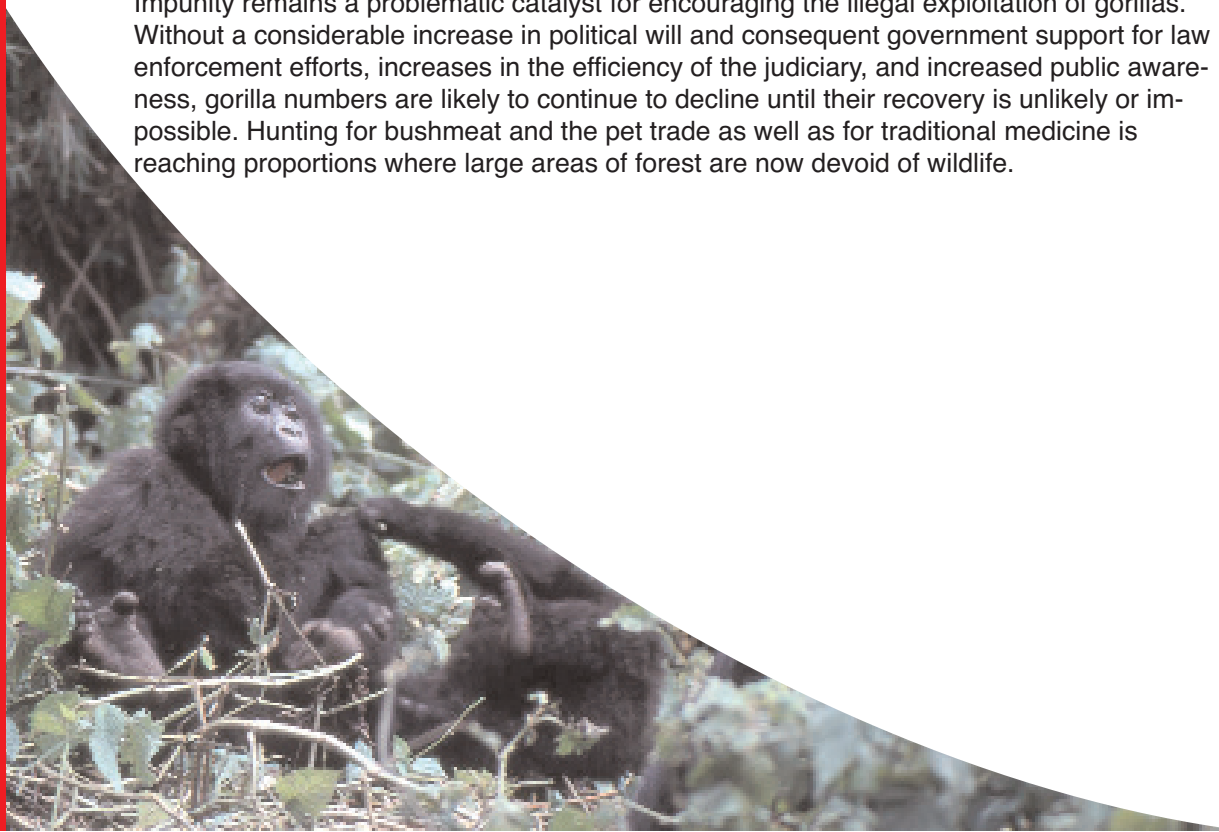 Impunity remains a problematic catalyst for encouraging the illegal exploitation of gorillas.
Without a considerable increase in political will and consequent government support for law
enforcement efforts, increases in the efficiency of the judiciary, and increased public aware-
ness, gorilla numbers are likely to continue to decline until their recovery is unlikely or im-
possible. Hunting for bushmeat and the pet trade as well as for traditional medicine is
reaching proportions where large areas of forest are now devoid of wildlife.